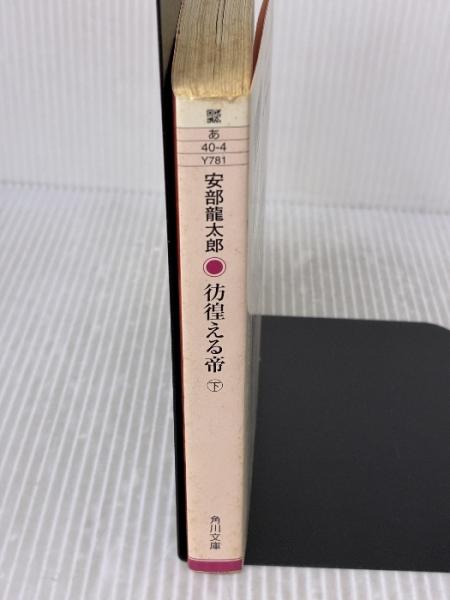 あ
40-4
Y781
安部龍太郎
彷徨える帝
下
角川文庫